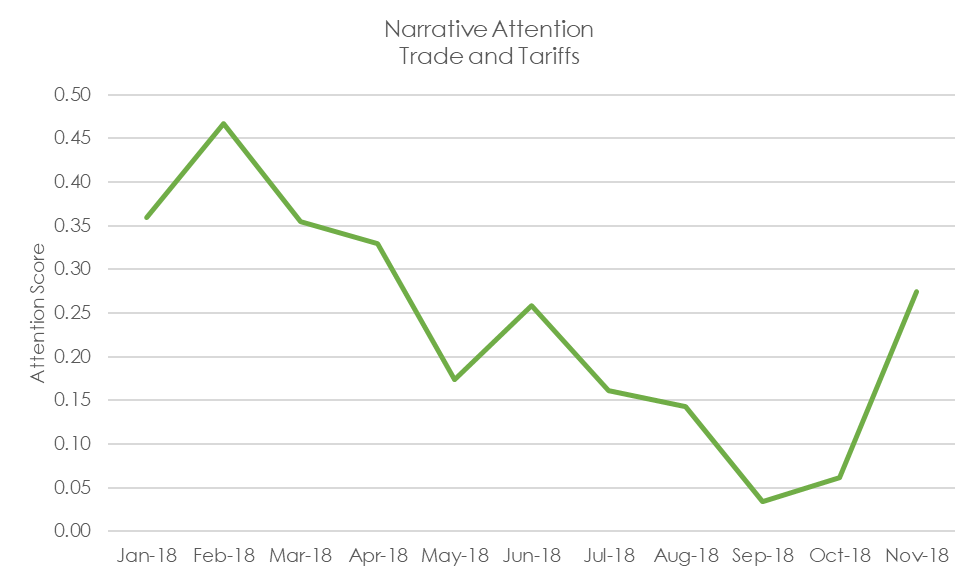 Narrative Attention
Trade and Tariffs
Attention Score
0.50
0.45
0.40
0.35
0.30
0.25
0.20
0.15
0.10
0.05
0.00
Jan-18 Feb-18 Mar-18 Apr-18 May-18 Jun-18 Jul-18 Aug-18 Sep-18 Oct-18 Nov-18